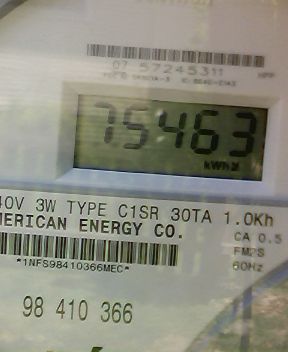 07 57245311
75463
kWh
40V 3W TYPE C1SR 30TA 1.0Kh
MERICAN ENERGY CO.
CA 0.5
FM2S
60Hz
*1NFS98410366MEC*
98 410 366